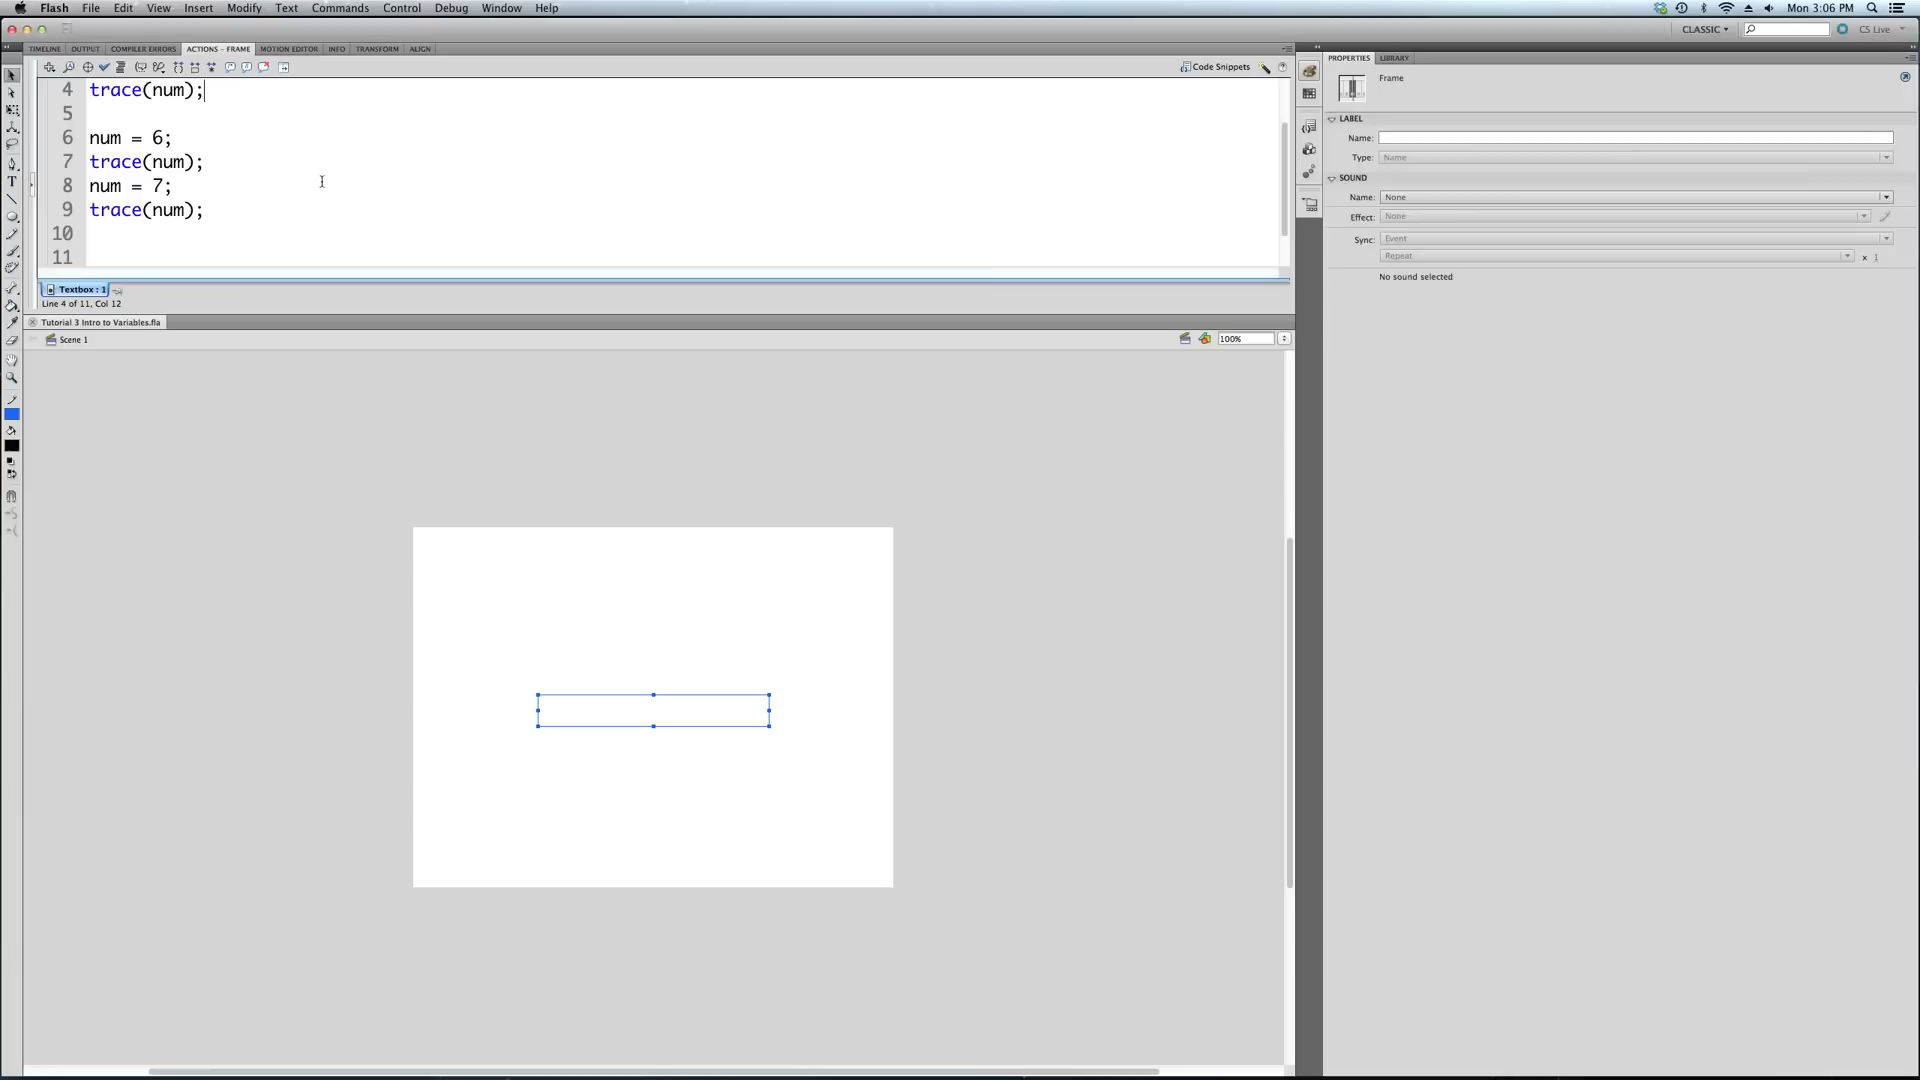 Flash File Edit View Insert Modify Text Commands Control Debug Window Help
Mon 3:06 PM
CLASSIC
CS Live
TIMELINE OUTPUT COMPILER ERRORS ACTIONS - FRAME MOTION EDITOR INFO TRANSFORM ALIGN
Code Snippets
4 trace(num);
5
6 num = 6;
7 trace(num);
8 num = 7;
9 trace(num);
10
11
Textbox : 1
Line 4 of 11, Col 12
Tutorial 3 Intro to Variables.fla
Scene 1
100%
T
PROPERTIES LIBRARY
Frame
LABEL
Name:
Type: Name
SOUND
Name: None
Effect: None
Sync: Event
Repeat x 1
No sound selected